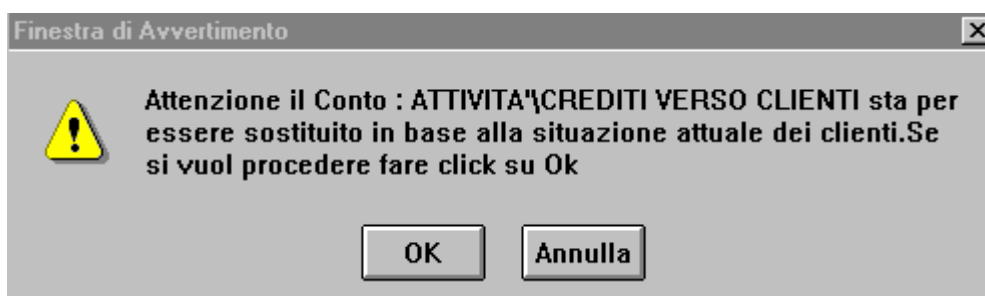 Finestra di Avvertimento
Attenzione il Conto : ATTIVITA'\CREDITI VERSO CLIENTI sta per
essere sostituito in base alla situazione attuale dei clienti.Se
si vuol procedere fare click su Ok
OK
Annulla